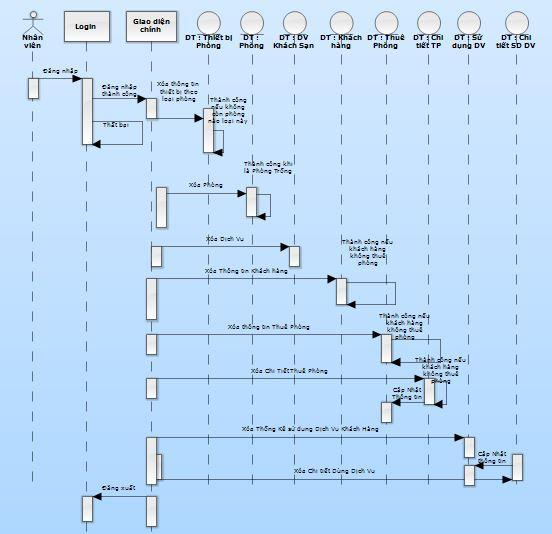 Nhân
viên
Login
Giao diện
chính
DT : Thiết bị
Phòng
DT :
Phòng
DT : DV
Khách Sạn
DT : Khách
hàng
DT : Thuê
Phòng
DT : Chi
tiết TP
DT : Sử
dụng DV
DT : Chi
tiết SD DV
Đăng nhập
Đăng nhập
thành công
Thất bại
Xóa thông tin
thiết bị theo
loại phòng
Thành công
nếu không
còn phòng
nào loại này
Thành công khi
là Phòng Trống
Xóa Phòng
Xóa Dịch Vụ
Thành công nếu
khách hàng
không thuê
phòng
Xóa Thông tin Khách hàng
Thành công nếu
khách hàng
không thuê
phòng
Xóa thông tin Thuê Phòng
Thành công nếu
khách hàng
không thuê
phòng
Xóa Chi TiếtThuê Phòng
Cập Nhật
Thông tin
Xóa Thống Kê sử dụng Dịch Vụ Khách Hàng
Cập Nhật
thông tin
Xóa Chi tiết Dùng Dịch Vụ
Đăng xuất